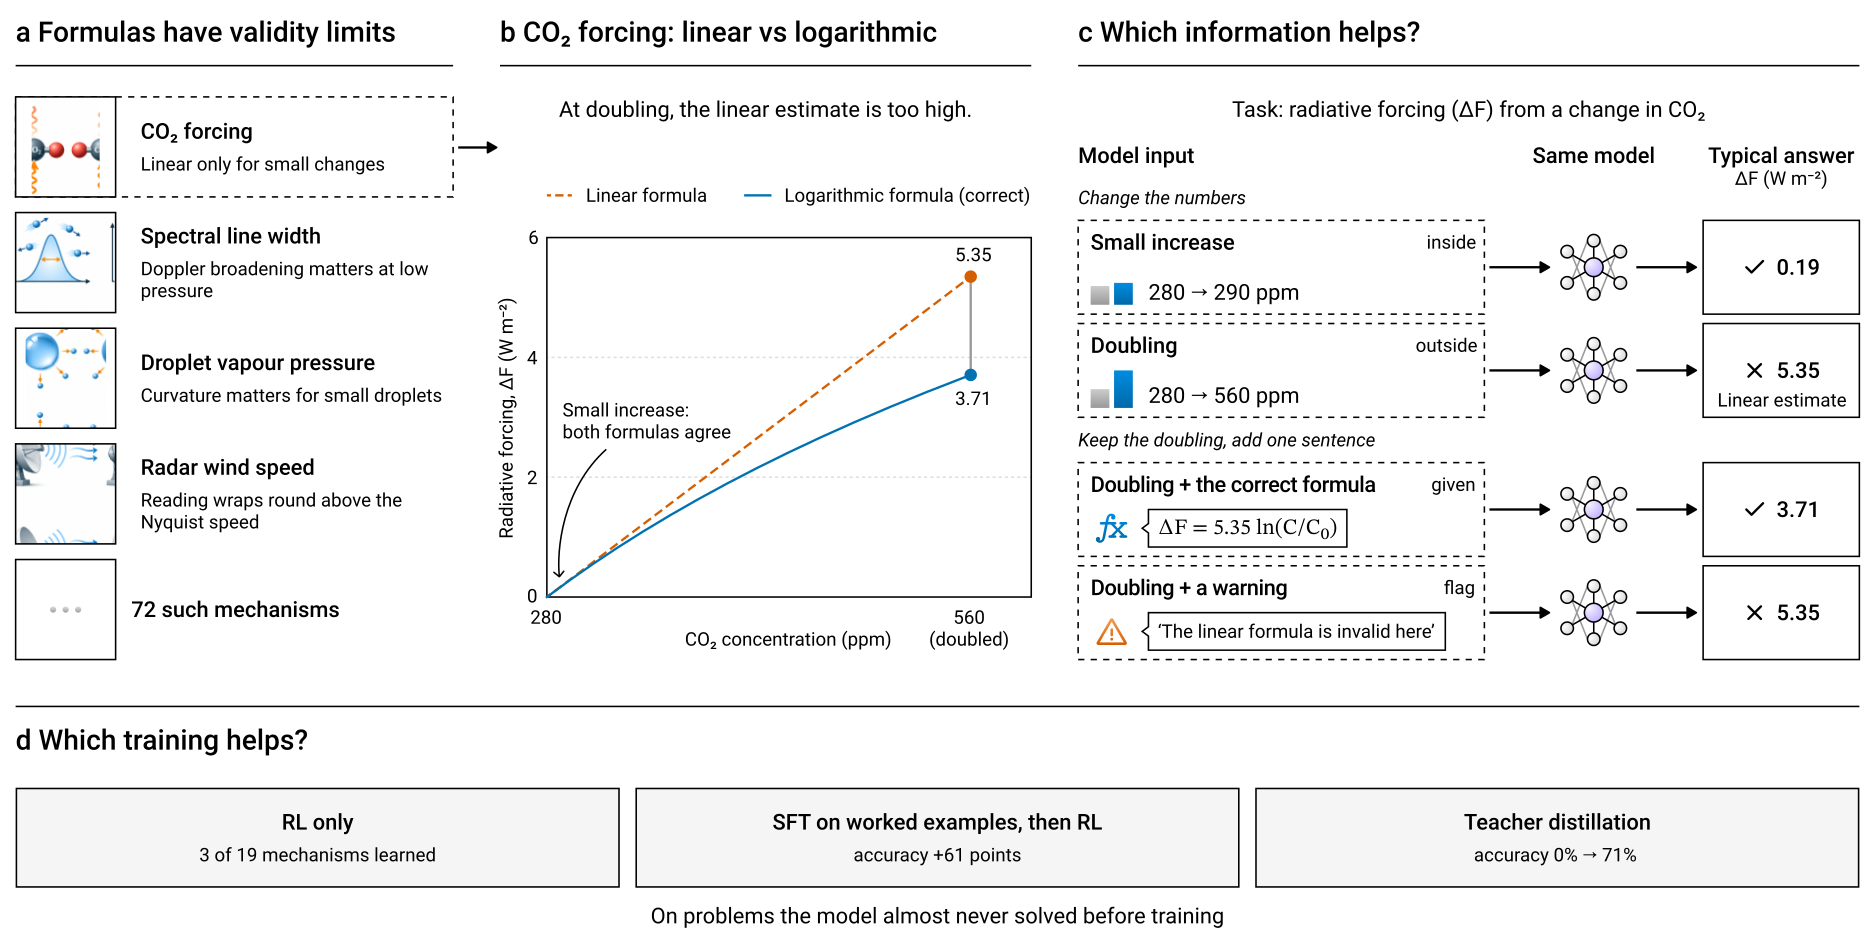 a Formulas have validity limits
CO₂ forcing
Linear only for small changes
Spectral line width
Doppler broadening matters at low
pressure
Droplet vapour pressure
Curvature matters for small droplets
Radar wind speed
Reading wraps round above the
Nyquist speed
72 such mechanisms
b CO₂ forcing: linear vs logarithmic
At doubling, the linear estimate is too high.
Linear formula
Logarithmic formula (correct)
Radiative forcing, ΔF (W m⁻²)
6
4
2
0
5.35
3.71
Small increase:
both formulas agree
280
560
(doubled)
CO₂ concentration (ppm)
c Which information helps?
Task: radiative forcing (ΔF) from a change in CO₂
Model input
Same model
Typical answer
ΔF (W m⁻²)
Change the numbers
Small increase
inside
280 → 290 ppm
✓ 0.19
Doubling
outside
280 → 560 ppm
✕ 5.35
Linear estimate
Keep the doubling, add one sentence
Doubling + the correct formula
given
fx
ΔF = 5.35 ln(C/C₀)
✓ 3.71
Doubling + a warning
flag
‘The linear formula is invalid here’
✕ 5.35
d Which training helps?
RL only
3 of 19 mechanisms learned
SFT on worked examples, then RL
accuracy +61 points
Teacher distillation
accuracy 0% → 71%
On problems the model almost never solved before training